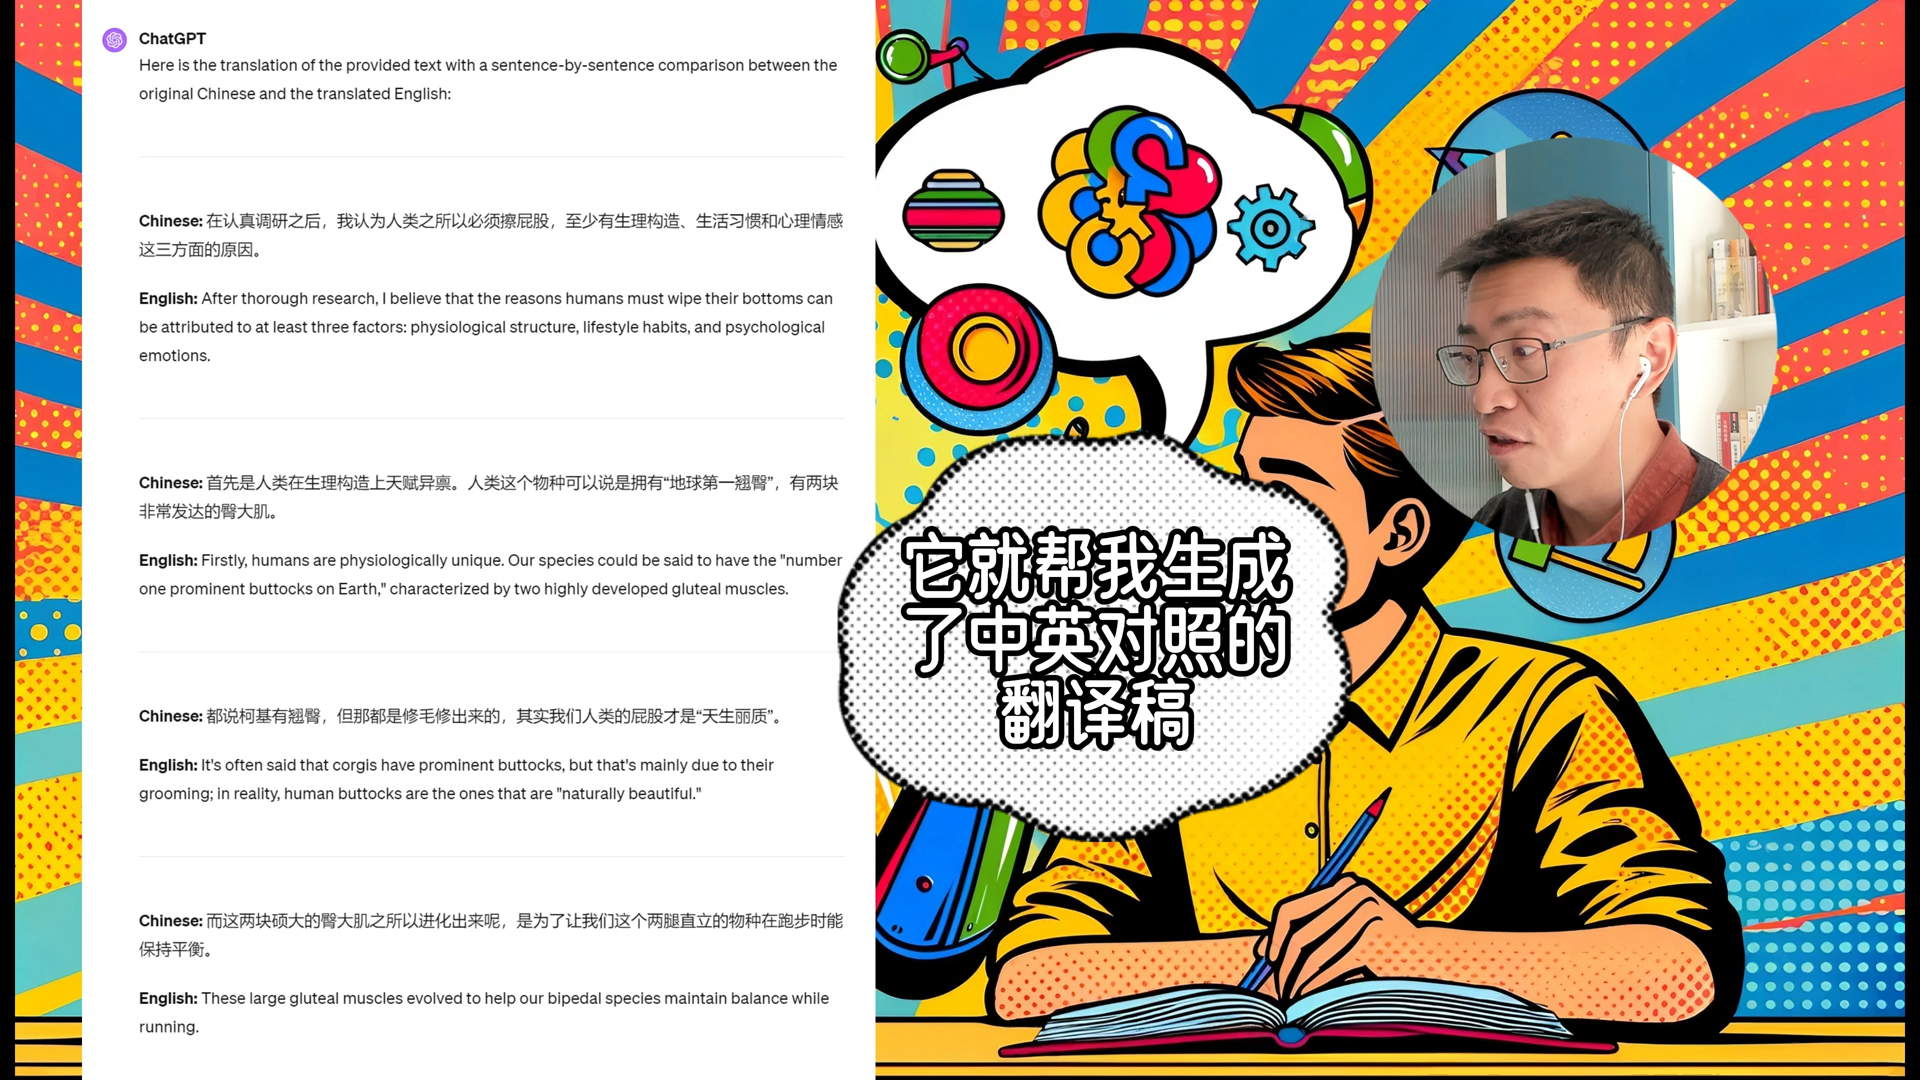 ChatGPT
Here is the translation of the provided text with a sentence-by-sentence comparison between the
original Chinese and the translated English:
Chinese: 在认真调研之后，我认为人类之所以必须擦屁股，至少有生理构造、生活习惯和心理情感
这三方面的原因。
English: After thorough research, I believe that the reasons humans must wipe their bottoms can
be attributed to at least three factors: physiological structure, lifestyle habits, and psychological
emotions.
Chinese: 首先是人类在生理构造上天赋异禀。人类这个物种可以说是拥有“地球第一翘臀”，有两块
非常发达的臀大肌。
English: Firstly, humans are physiologically unique. Our species could be said to have the "number
one prominent buttocks on Earth," characterized by two highly developed gluteal muscles.
Chinese: 都说柯基有翘臀，但那都是修毛修出来的，其实我们人类的屁股才是“天生丽质”。
English: It's often said that corgis have prominent buttocks, but that's mainly due to their
grooming; in reality, human buttocks are the ones that are "naturally beautiful."
Chinese: 而这两块硕大的臀大肌之所以进化出来呢，是为了让我们这个两腿直立的物种在跑步时能
保持平衡。
English: These large gluteal muscles evolved to help our bipedal species maintain balance while
running.
它就帮我生成
了中英对照的
翻译稿